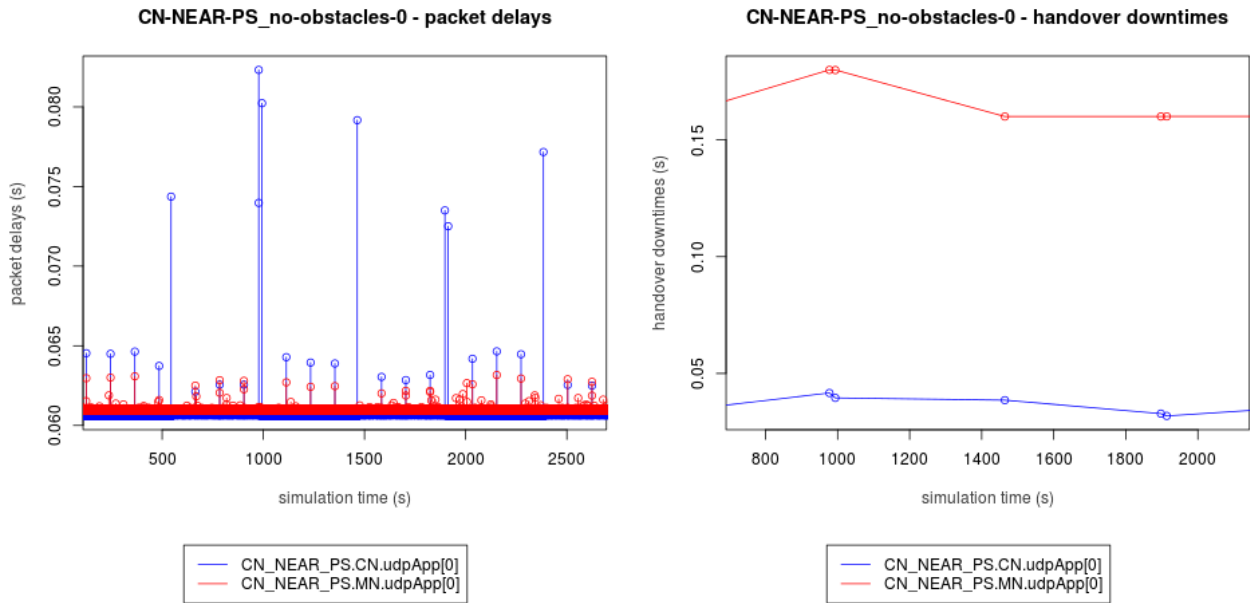 CN-NEAR-PS_no-obstacles-0 - packet delays
packet delays (s)
0.080
0.075
0.070
0.065
0.060
500
1000
1500
2000
2500
simulation time (s)
CN_NEAR_PS.CN.udpApp[0]
CN_NEAR_PS.MN.udpApp[0]
CN-NEAR-PS_no-obstacles-0 - handover downtimes
handover downtimes (s)
0.15
0.10
0.05
800
1000
1200
1400
1600
1800
2000
simulation time (s)
CN_NEAR_PS.CN.udpApp[0]
CN_NEAR_PS.MN.udpApp[0]